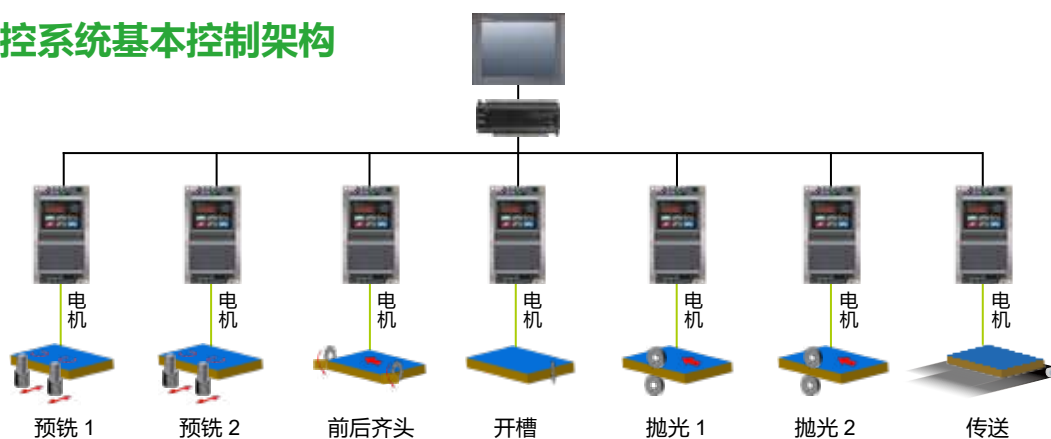 控系统基本控制架构
电机
电机
电机
电机
电机
电机
电机
预铣 1
预铣 2
前后齐头
开槽
抛光 1
抛光 2
传送